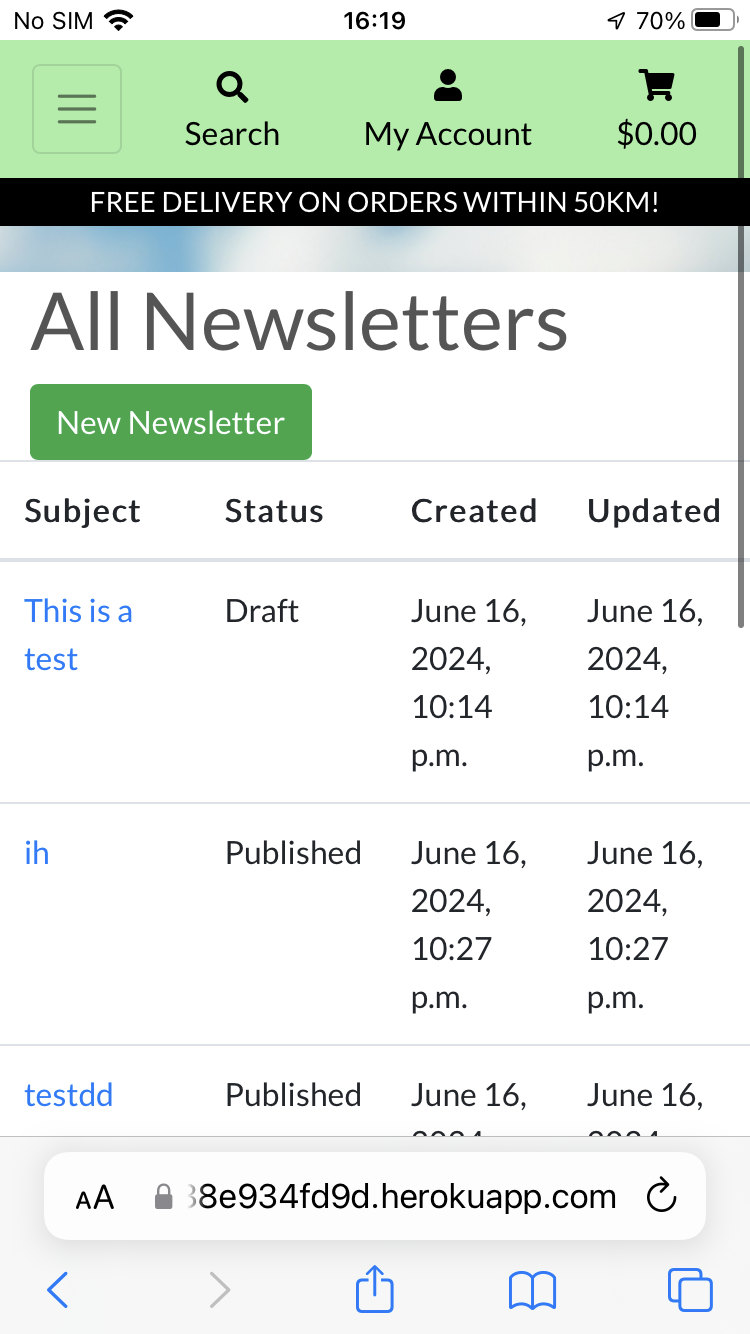 No SIM 16:19 70%
Search My Account $0.00
FREE DELIVERY ON ORDERS WITHIN 50KM!
All Newsletters
New Newsletter
Subject Status Created Updated
This is a Draft June 16, June 16,
test 2024, 2024,
10:14 10:14
p.m. p.m.
ih Published June 16, June 16,
2024, 2024,
10:27 10:27
p.m. p.m.
testdd Published June 16, June 16,
AA 8e934fd9d.herokuapp.com